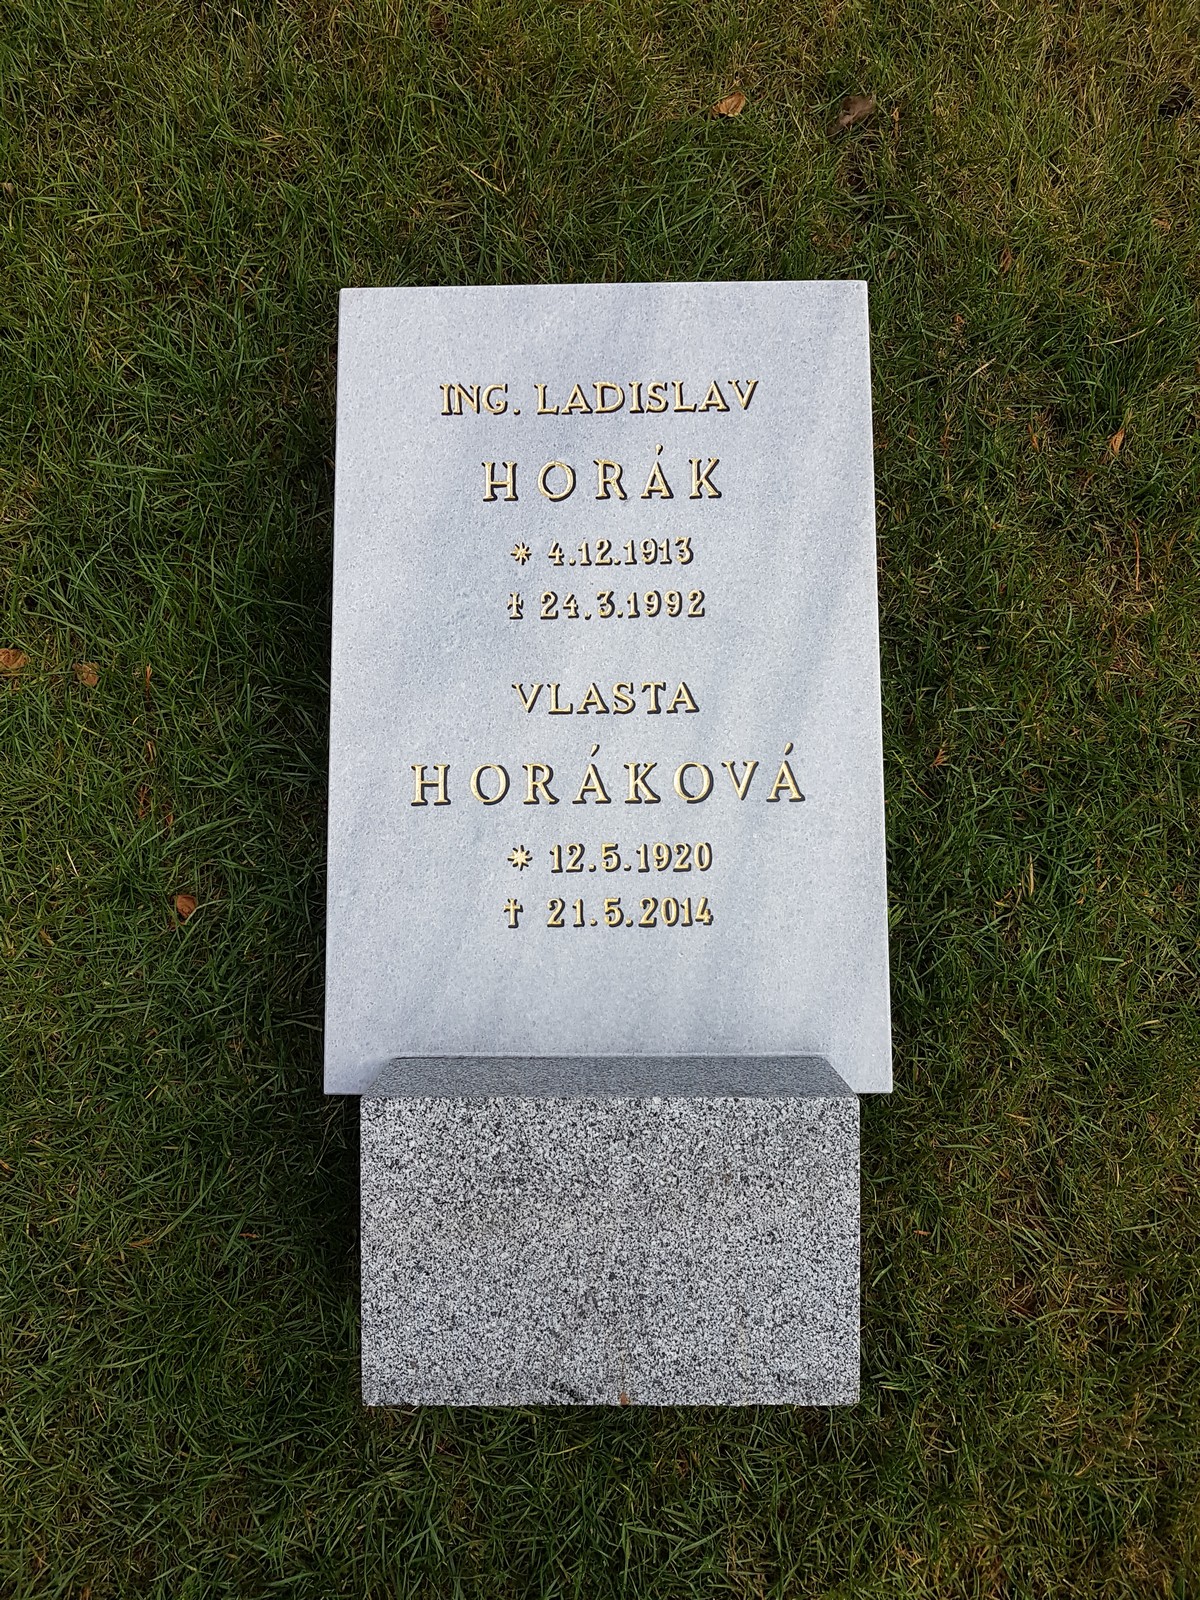 ING. LADISLAV
HORÁK
* 4.12.1913
† 24.3.1992
VLASTA
HORÁKOVÁ
* 12.5.1920
† 21.5.2014